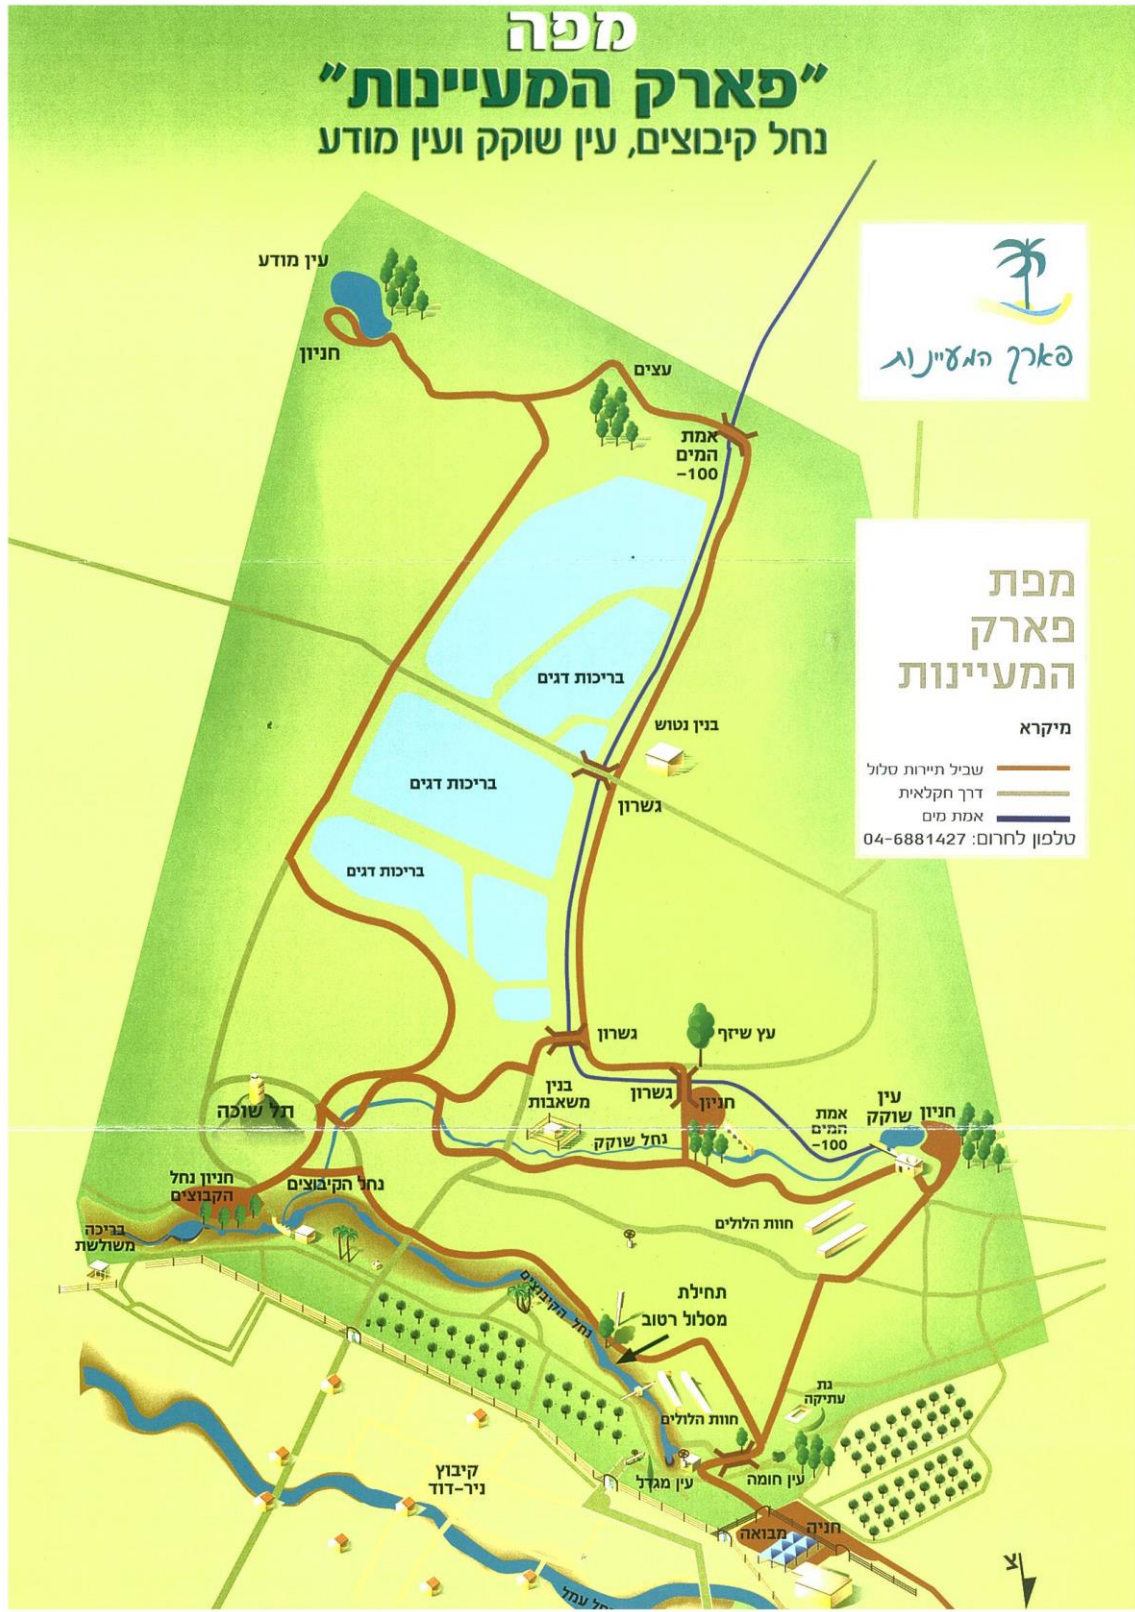 מפה
"פארק המעיינות"
נחל קיבוצים, עין שוקק ועין מודע
פארק המעיינות
מפת
פארק
המעיינות
מיקרא
שביל תיירות סלול
דרך חקלאית
אמת מים
טלפון לחרום: 04-6881427
עין מודע
חניון
עצים
אמת
המים
100-
בריכות דגים
בנין נטוש
בריכות דגים
גשרון
בריכות דגים
גשרון
עץ שיזף
בנין
משאבות
גשרון
חניון
אמת
המים
100-
עין
שוקק
חניון
תל שוכה
נחל שוקק
חניון נחל
הקבוצים
נחל הקיבוצים
בריכה
משולשת
חוות הלולים
נחל הקיבוצים
תחילת
מסלול רטוב
גת
עתיקה
חוות הלולים
קיבוץ
ניר-דוד
עין מגדל
עין חומה
חניה
מבואה
נחל עמל
צ